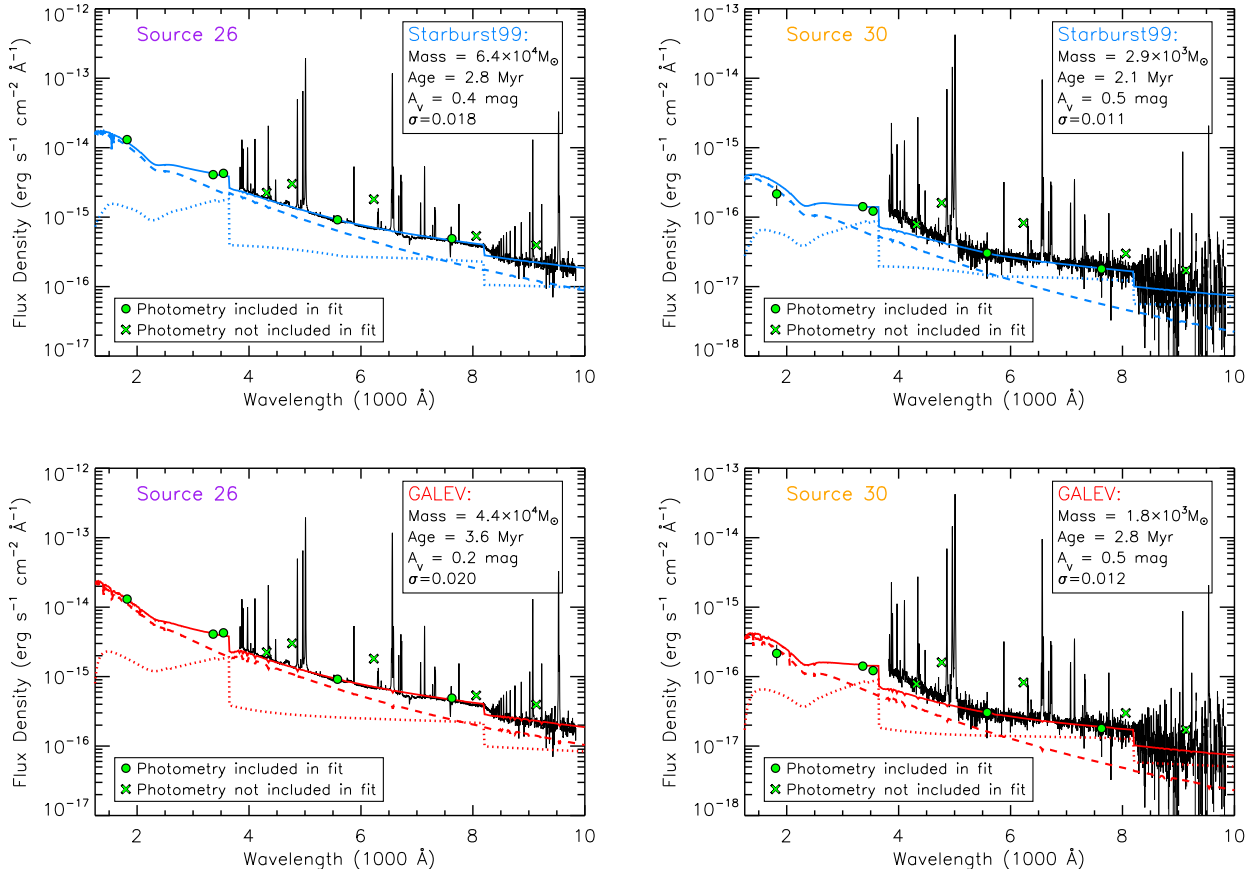 Source 26
Starburst99:
Mass = 6.4×10⁴M⊙
Age = 2.8 Myr
A_V = 0.4 mag
σ=0.018
Photometry included in fit
Photometry not included in fit
10⁻¹²
10⁻¹³
10⁻¹⁴
10⁻¹⁵
10⁻¹⁶
10⁻¹⁷
Flux Density (erg s⁻¹ cm⁻² Å⁻¹)
2 4 6 8 10
Wavelength (1000 Å)
Source 30
Starburst99:
Mass = 2.9×10³M⊙
Age = 2.1 Myr
A_V = 0.5 mag
σ=0.011
Photometry included in fit
Photometry not included in fit
10⁻¹³
10⁻¹⁴
10⁻¹⁵
10⁻¹⁶
10⁻¹⁷
10⁻¹⁸
Flux Density (erg s⁻¹ cm⁻² Å⁻¹)
2 4 6 8 10
Wavelength (1000 Å)
Source 26
GALEV:
Mass = 4.4×10⁴M⊙
Age = 3.6 Myr
A_V = 0.2 mag
σ=0.020
Photometry included in fit
Photometry not included in fit
10⁻¹²
10⁻¹³
10⁻¹⁴
10⁻¹⁵
10⁻¹⁶
10⁻¹⁷
Flux Density (erg s⁻¹ cm⁻² Å⁻¹)
2 4 6 8 10
Wavelength (1000 Å)
Source 30
GALEV:
Mass = 1.8×10³M⊙
Age = 2.8 Myr
A_V = 0.5 mag
σ=0.012
Photometry included in fit
Photometry not included in fit
10⁻¹³
10⁻¹⁴
10⁻¹⁵
10⁻¹⁶
10⁻¹⁷
10⁻¹⁸
Flux Density (erg s⁻¹ cm⁻² Å⁻¹)
2 4 6 8 10
Wavelength (1000 Å)